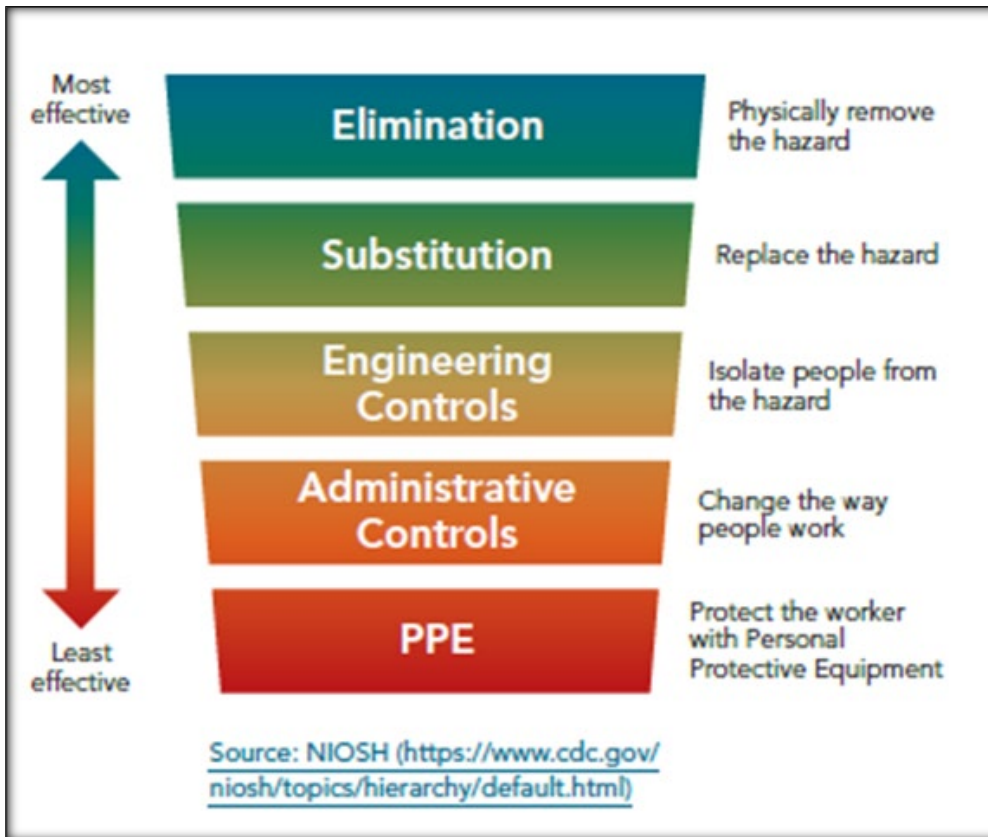 Most
effective
Elimination
Physically remove
the hazard
Substitution
Replace the hazard
Engineering
Controls
Isolate people from
the hazard
Administrative
Controls
Change the way
people work
PPE
Protect the worker
with Personal
Protective Equipment
Least
effective
Source: NIOSH (https://www.cdc.gov/
niosh/topics/hierarchy/default.html)